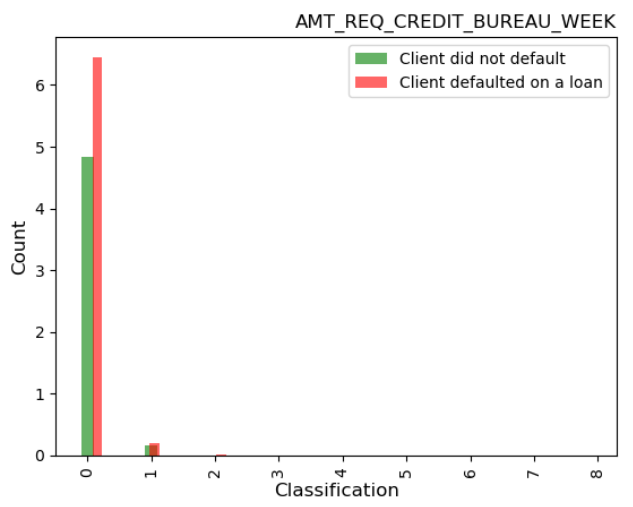 AMT_REQ_CREDIT_BUREAU_WEEK
Client did not default
Client defaulted on a loan
Count
6
5
4
3
2
1
0
0 1 2 3 4 5 6 7 8
Classification